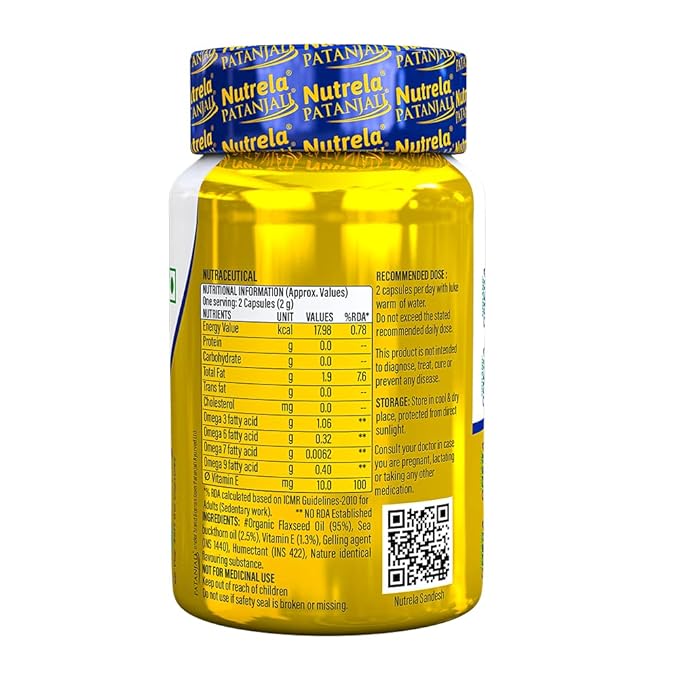 Nutrela®
PATANJALI
NUTRACEUTICAL
NUTRITIONAL INFORMATION (Approx. Values)
One serving: 2 Capsules (2 g)
NUTRIENTS UNIT VALUES %RDA*
Energy Value kcal 17.98 0.78
Protein g 0.0 --
Carbohydrate g 0.0 --
Total Fat g 1.9 7.6
Trans fat g 0.0 --
Cholesterol mg 0.0 --
Omega 3 fatty acid g 1.06 **
Omega 6 fatty acid g 0.32 **
Omega 7 fatty acid g 0.0062 **
Omega 9 fatty acid g 0.40 **
Ø Vitamin E mg 10.0 100
*% RDA calculated based on ICMR Guidelines-2010 for
Adults (Sedentary work). ** NO RDA Established
INGREDIENTS: #Organic Flaxseed Oil (95%), Sea
buckthorn oil (2.5%), Vitamin E (1.3%), Gelling agent
(INS 1440), Humectant (INS 422), Nature identical
flavouring substance.
NOT FOR MEDICINAL USE
Keep out of reach of children
Do not use if safety seal is broken or missing.
RECOMMENDED DOSE :
2 capsules per day with luke
warm of water.
Do not exceed the stated
recommended daily dose.
This product is not intended
to diagnose, treat, cure or
prevent any disease.
STORAGE: Store in cool & dry
place, protected from direct
sunlight.
Consult your doctor in case
you are pregnant, lactating
or taking any other
medication.
Nutrela Sandesh